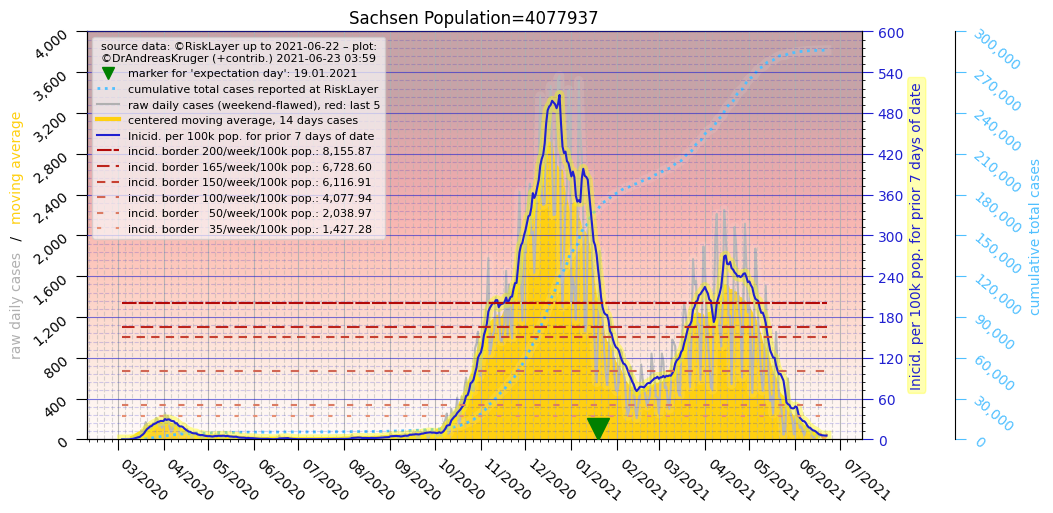 Sachsen Population=4077937
source data: ©RiskLayer up to 2021-06-22 – plot:
©DrAndreasKruger (+contrib.) 2021-06-23 03:59
marker for 'expectation day': 19.01.2021
cumulative total cases reported at RiskLayer
raw daily cases (weekend-flawed), red: last 5
centered moving average, 14 days cases
Inicid. per 100k pop. for prior 7 days of date
incid. border 200/week/100k pop.: 8,155.87
incid. border 165/week/100k pop.: 6,728.60
incid. border 150/week/100k pop.: 6,116.91
incid. border 100/week/100k pop.: 4,077.94
incid. border 50/week/100k pop.: 2,038.97
incid. border 35/week/100k pop.: 1,427.28
raw daily cases / moving average
4,000
3,600
3,200
2,800
2,400
2,000
1,600
1,200
800
400
0
03/2020
04/2020
05/2020
06/2020
07/2020
08/2020
09/2020
10/2020
11/2020
12/2020
01/2021
02/2021
03/2021
04/2021
05/2021
06/2021
07/2021
600
540
480
420
360
300
240
180
120
60
0
Inicid. per 100k pop. for prior 7 days of date
300,000
270,000
240,000
210,000
180,000
150,000
120,000
90,000
60,000
30,000
0
cumulative total cases